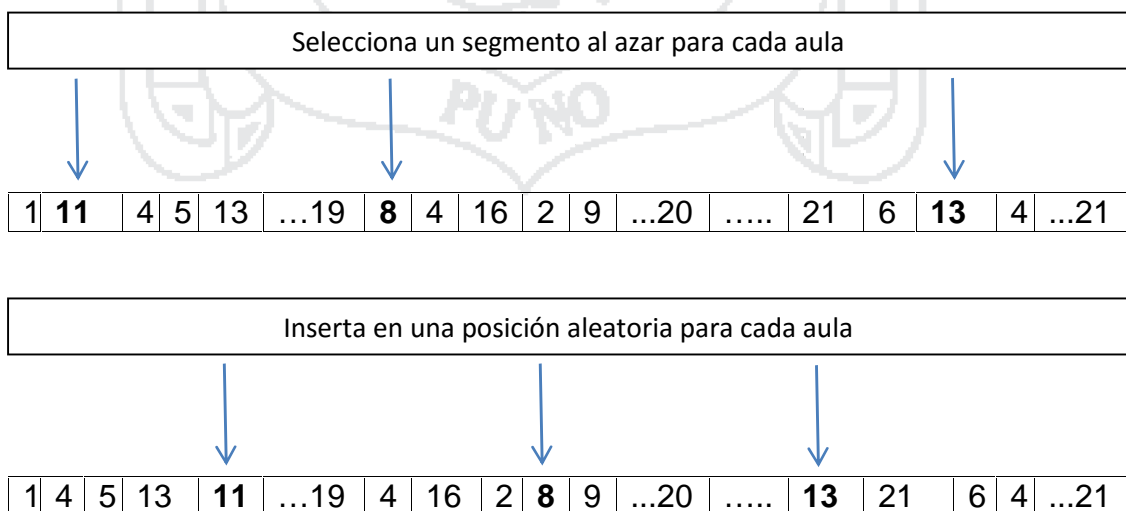 PUNO
Selecciona un segmento al azar para cada aula
1 11 4 5 13 …19 8 4 16 2 9 ...20 ….. 21 6 13 4 ...21
Inserta en una posición aleatoria para cada aula
1 4 5 13 11 …19 4 16 2 8 9 ...20 ….. 13 21 6 4 ...21